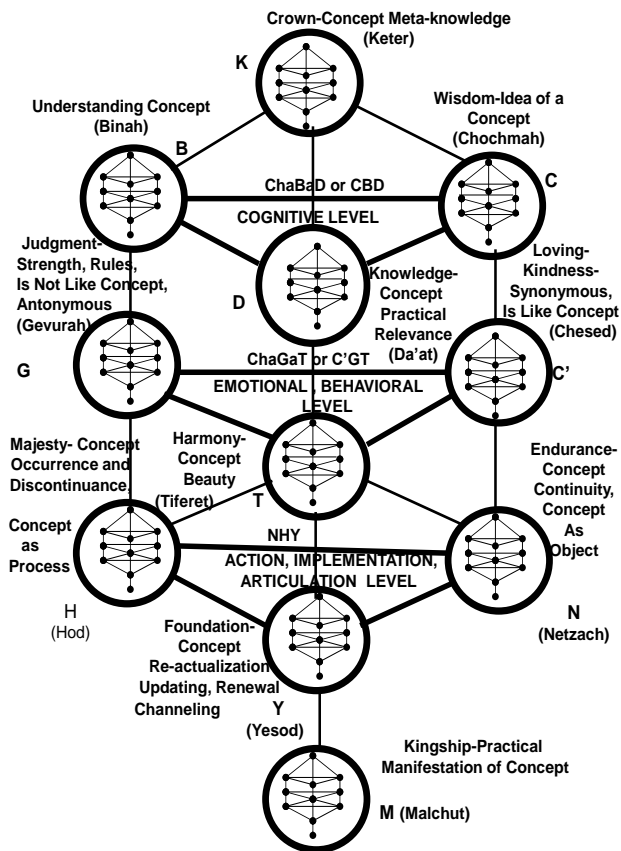 Crown-Concept Meta-knowledge
(Keter)
K
Understanding Concept
(Binah)
B
Wisdom-Idea of a
Concept
(Chochmah)
C
ChaBaD or CBD
COGNITIVE LEVEL
Judgment-
Strength, Rules,
Is Not Like Concept,
Antonymous
(Gevurah)
D
Knowledge-
Concept
Practical
Relevance
(Da'at)
Loving-
Kindness-
Synonymous,
Is Like Concept
(Chesed)
G
ChaGaT or C'GT
EMOTIONAL , BEHAVIORAL
LEVEL
C'
Majesty- Concept
Occurrence and
Discontinuance,
Harmony-
Concept
Beauty
(Tiferet)
T
Endurance-
Concept
Continuity,
Concept
As
Object
Concept
as
Process
NHY
ACTION, IMPLEMENTATION,
ARTICULATION LEVEL
H
(Hod)
N
(Netzach)
Foundation-
Concept
Re-actualization
Updating, Renewal
Channeling
Y
(Yesod)
Kingship-Practical
Manifestation of Concept
M (Malchut)